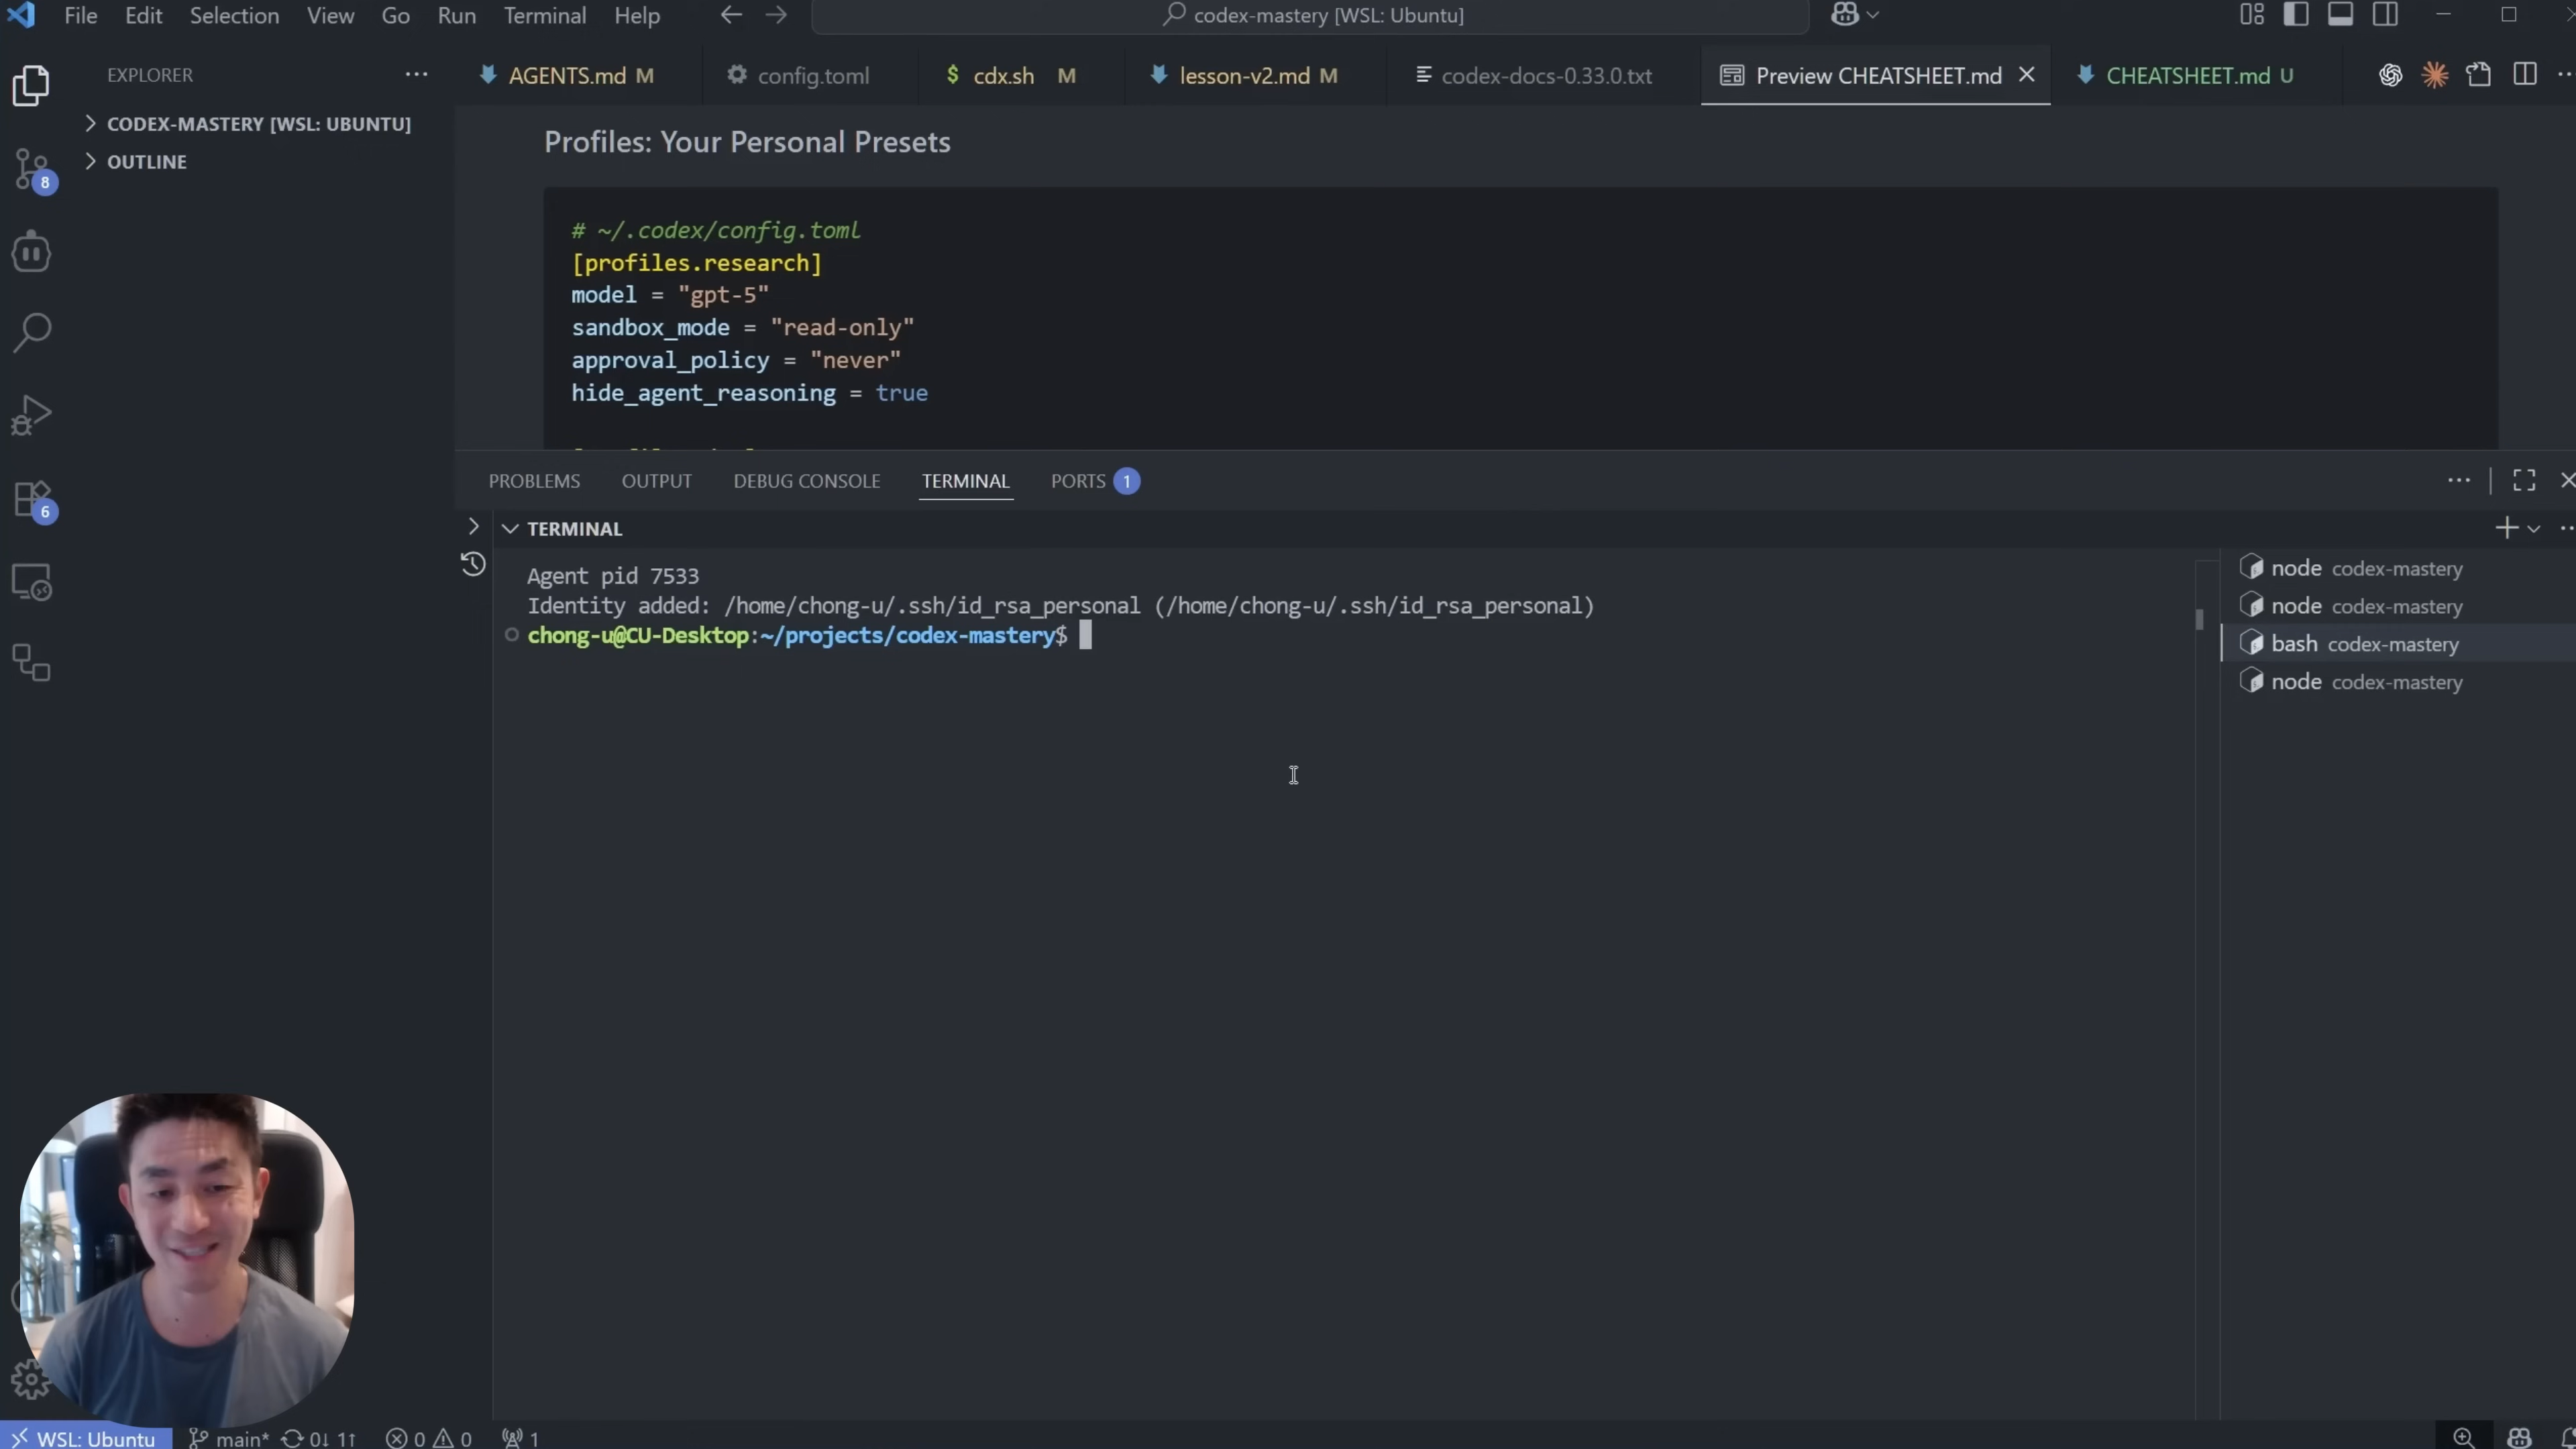 File Edit Selection View Go Run Terminal Help codex-mastery [WSL: Ubuntu]
EXPLORER
AGENTS.md M config.toml $ cdx.sh M lesson-v2.md M codex-docs-0.33.0.txt Preview CHEATSHEET.md CHEATSHEET.md U
CODEX-MASTERY [WSL: UBUNTU]
OUTLINE
8
6
Profiles: Your Personal Presets
# ~/.codex/config.toml
[profiles.research]
model = "gpt-5"
sandbox_mode = "read-only"
approval_policy = "never"
hide_agent_reasoning = true
PROBLEMS OUTPUT DEBUG CONSOLE TERMINAL PORTS 1
TERMINAL
Agent pid 7533
Identity added: /home/chong-u/.ssh/id_rsa_personal (/home/chong-u/.ssh/id_rsa_personal)
chong-u@CU-Desktop:~/projects/codex-mastery$
node codex-mastery
node codex-mastery
bash codex-mastery
node codex-mastery
WSL: Ubuntu main* 0↓ 1↑ 0 0 1